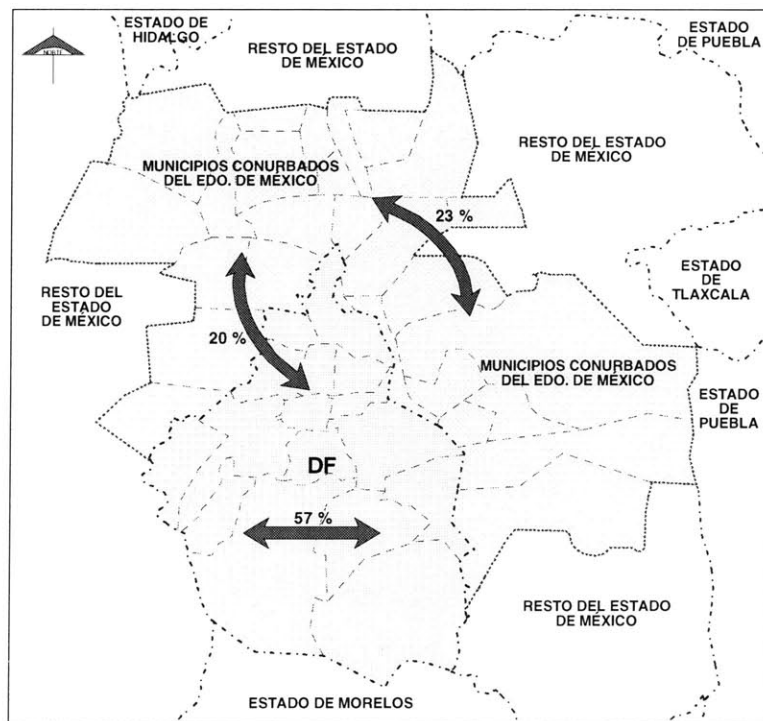 ESTADO DE
HIDALGO
NORTE
RESTO DEL ESTADO
DE MÉXICO
ESTADO
DE PUEBLA
RESTO DEL ESTADO
DE MÉXICO
MUNICIPIOS CONURBADOS
DEL EDO. DE MÉXICO
23 %
ESTADO
DE
TLAXCALA
RESTO DEL
ESTADO
DE MÉXICO
20 %
MUNICIPIOS CONURBADOS
DEL EDO. DE MÉXICO
ESTADO
DE
PUEBLA
DF
57 %
RESTO DEL ESTADO
DE MÉXICO
ESTADO DE MORELOS